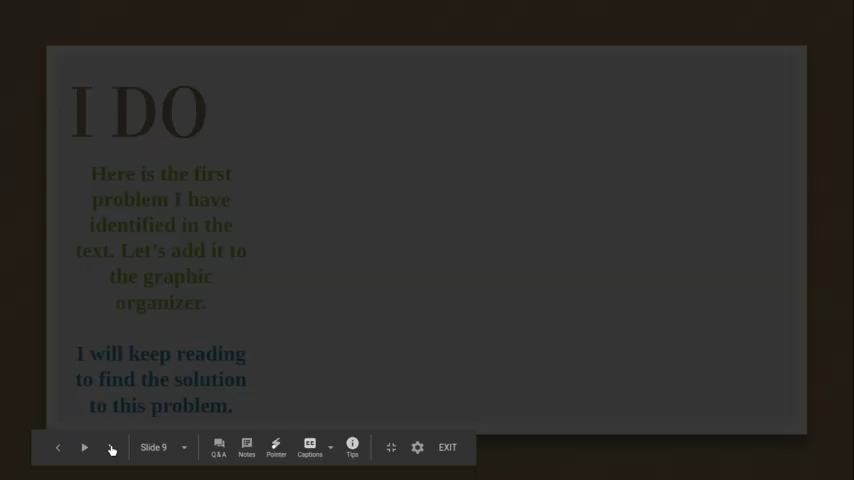 I DO
Here is the first
problem I have
identified in the
text. Let's add it to
the graphic
organizer.
I will keep reading
to find the solution
to this problem.
Slide 9
Q & A
Notes
Pointer
Captions
Tips
EXIT